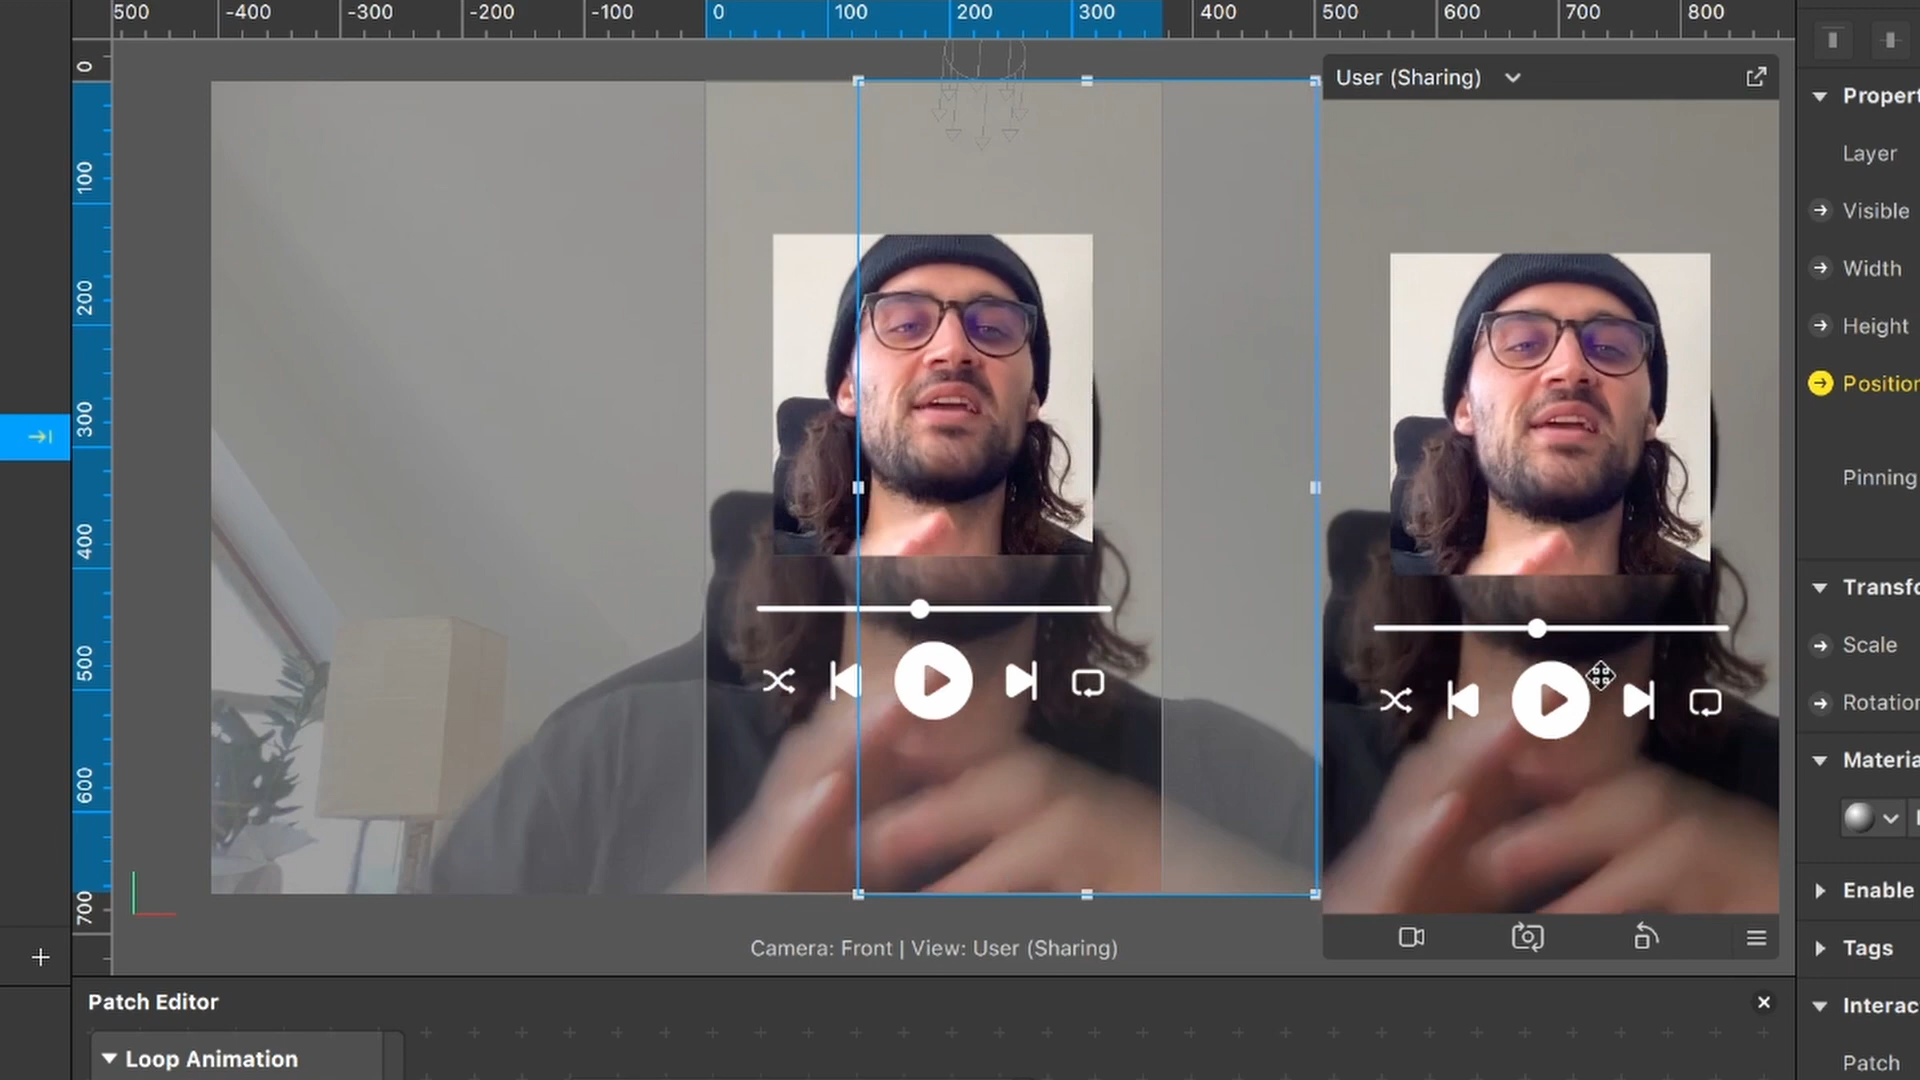 500 -400 -300 -200 -100 0 100 200 300 400 500 600 700 800
0
100
200
300
400
500
600
700
User (Sharing)
Camera: Front | View: User (Sharing)
Patch Editor
Loop Animation
Propert
Layer
Visible
Width
Height
Position
Pinning
Transfo
Scale
Rotation
Materia
Enable
Tags
Interac
Patch